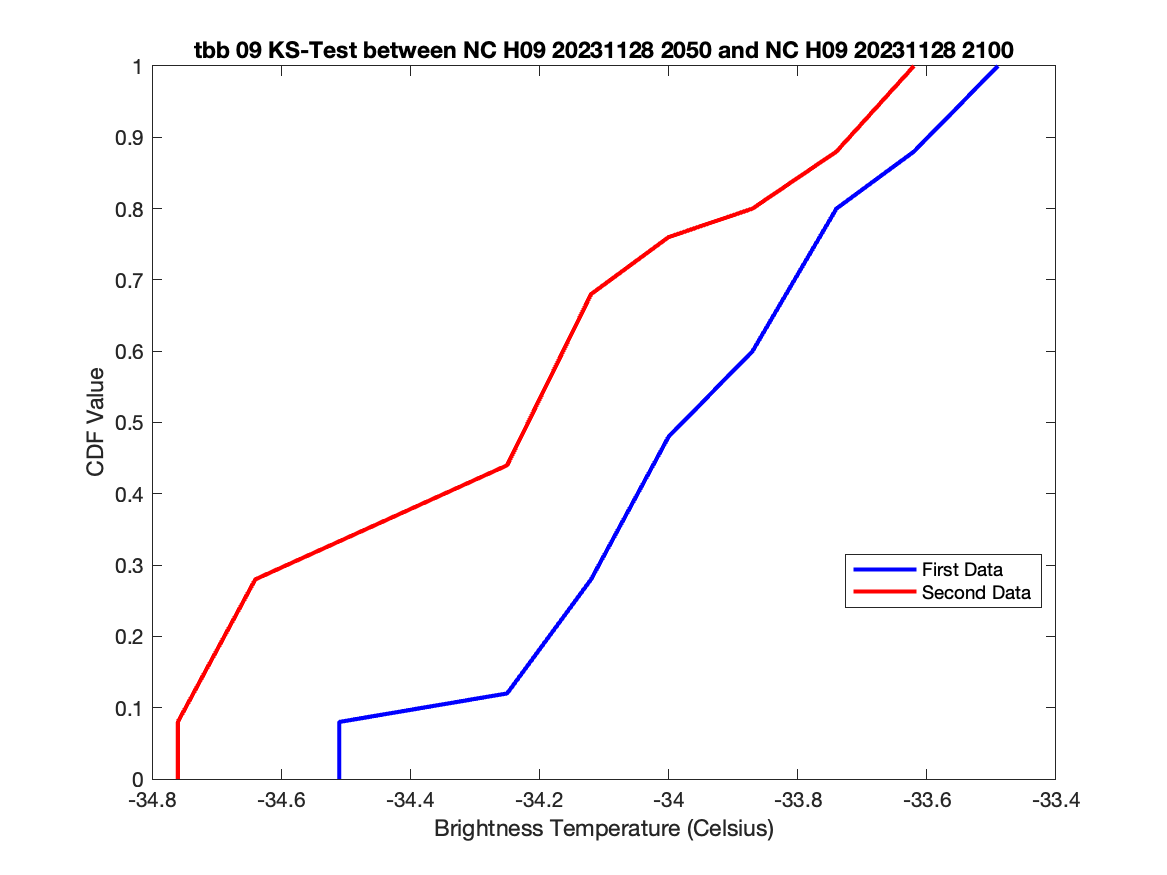 tbb 09 KS-Test between NC H09 20231128 2050 and NC H09 20231128 2100
1
0.9
0.8
0.7
0.6
0.5
0.4
0.3
0.2
0.1
0
CDF Value
First Data
Second Data
-34.8 -34.6 -34.4 -34.2 -34 -33.8 -33.6 -33.4
Brightness Temperature (Celsius)